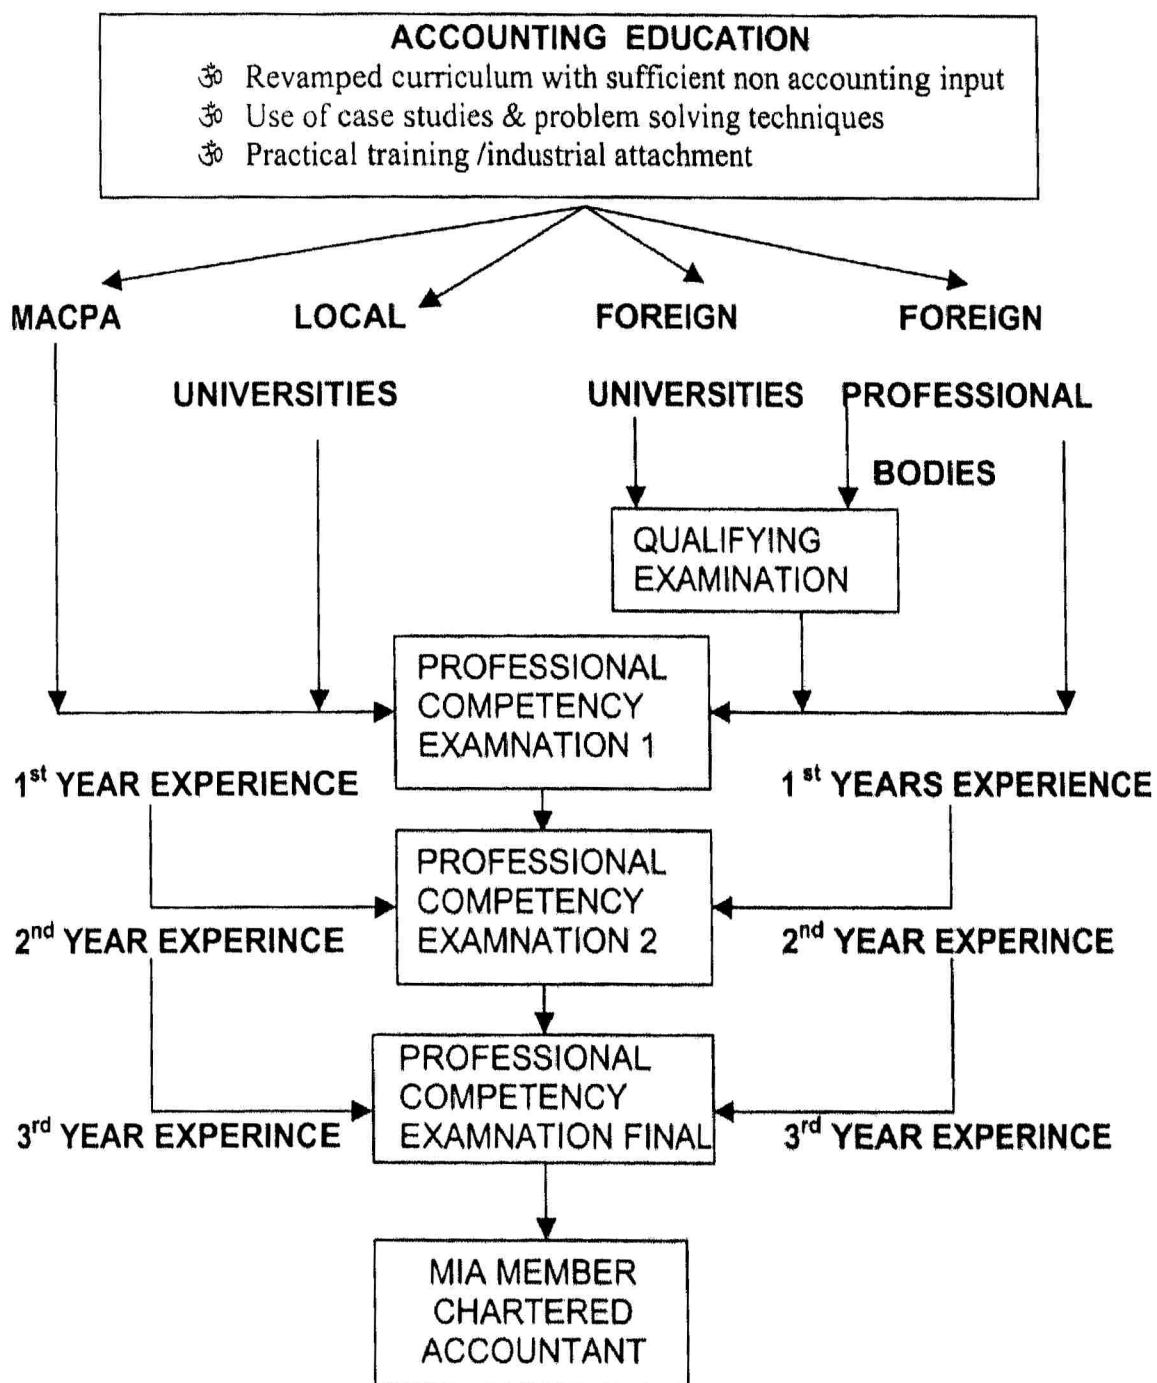 ACCOUNTING EDUCATION
ॐ Revamped curriculum with sufficient non accounting input
ॐ Use of case studies & problem solving techniques
ॐ Practical training /industrial attachment
MACPA
LOCAL
UNIVERSITIES
FOREIGN
UNIVERSITIES
FOREIGN
PROFESSIONAL
BODIES
QUALIFYING
EXAMINATION
PROFESSIONAL
COMPETENCY
EXAMNATION 1
1st YEAR EXPERIENCE
1st YEARS EXPERIENCE
PROFESSIONAL
COMPETENCY
EXAMNATION 2
2nd YEAR EXPERINCE
2nd YEAR EXPERINCE
PROFESSIONAL
COMPETENCY
EXAMNATION FINAL
3rd YEAR EXPERINCE
3rd YEAR EXPERINCE
MIA MEMBER
CHARTERED
ACCOUNTANT